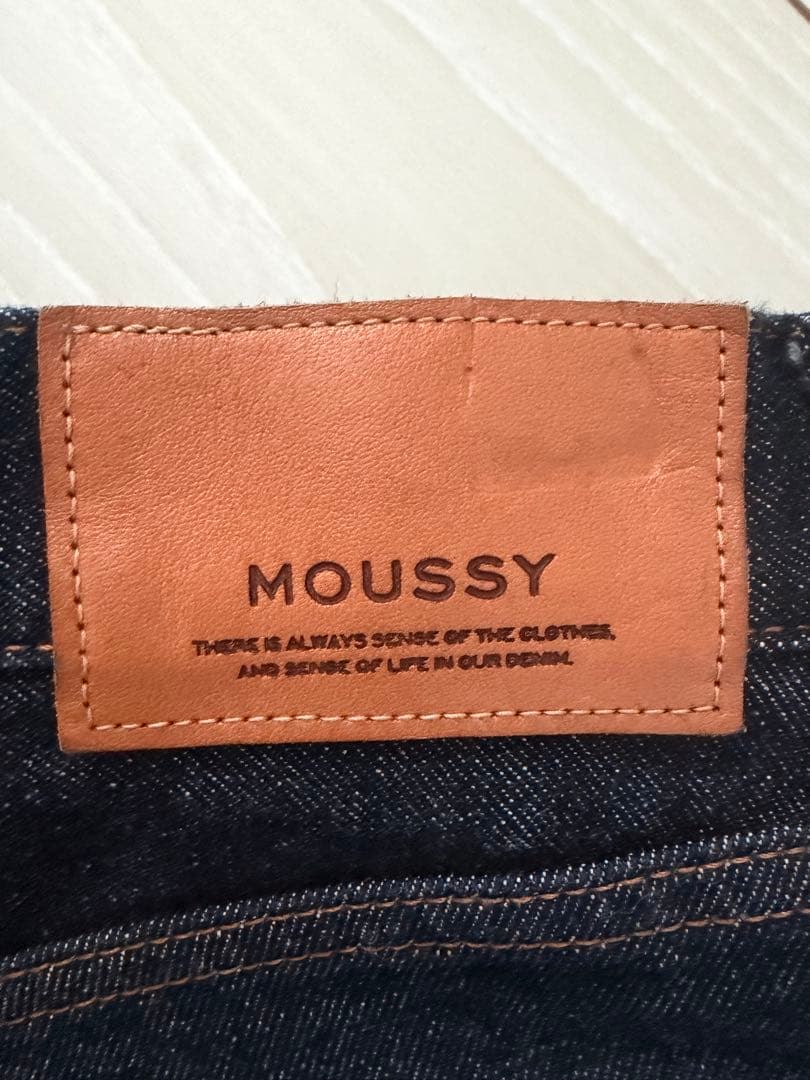 MOUSSY
THERE IS ALWAYS SENSE OF THE CLOTHES,
AND SENSE OF LIFE IN OUR DENIM.